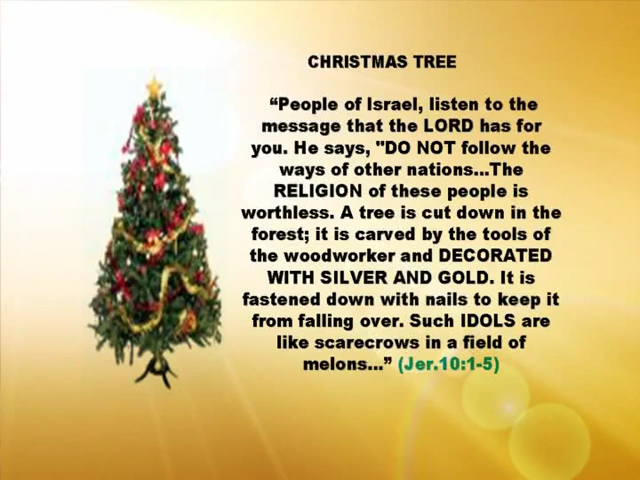 CHRISTMAS TREE
“People of Israel, listen to the
message that the LORD has for
you. He says, "DO NOT follow the
ways of other nations...The
RELIGION of these people is
worthless. A tree is cut down in the
forest; it is carved by the tools of
the woodworker and DECORATED
WITH SILVER AND GOLD. It is
fastened down with nails to keep it
from falling over. Such IDOLS are
like scarecrows in a field of
melons...” (Jer.10:1-5)